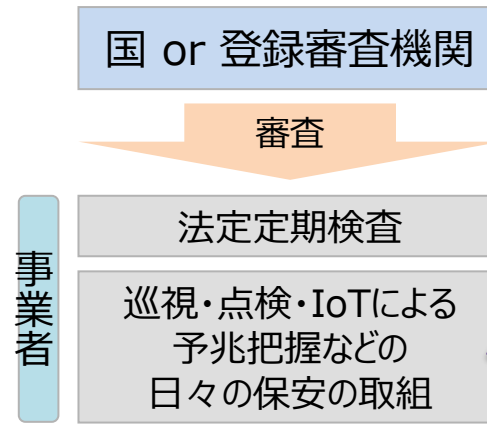 国 or 登録審査機関
審査
事業者
法定定期検査
巡視・点検・IoTによる
予兆把握などの
日々の保安の取組